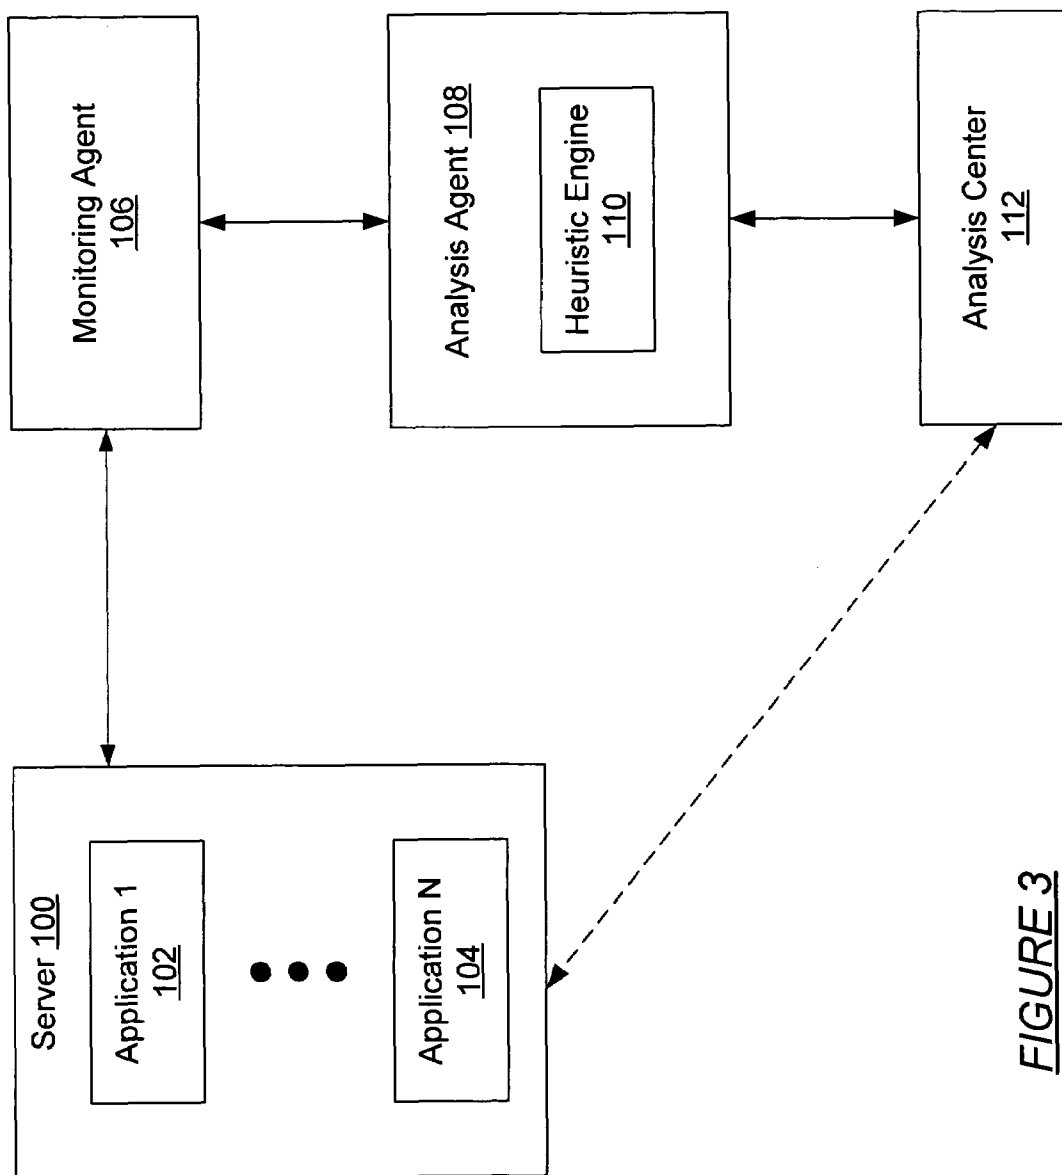 Server 100
Application 1
102
Application N
104
Monitoring Agent
106
Analysis Agent 108
Heuristic Engine
110
Analysis Center
112
FIGURE 3